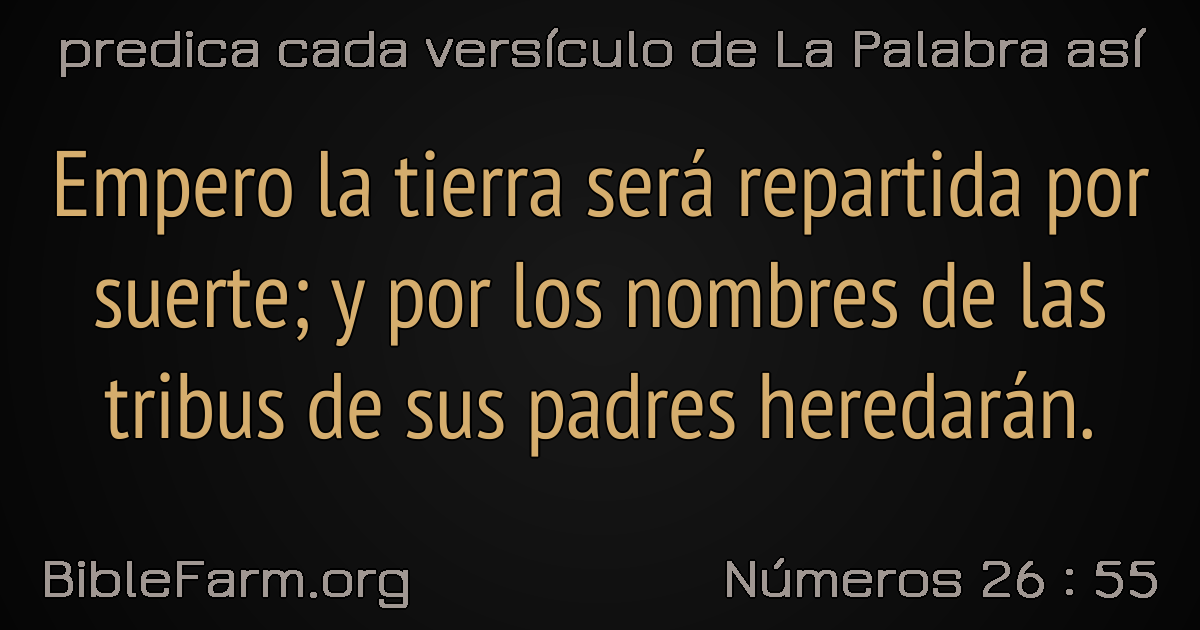 predica cada versículo de La Palabra así
Empero la tierra será repartida por
suerte; y por los nombres de las
tribus de sus padres heredarán.
BibleFarm.org
Números 26 : 55